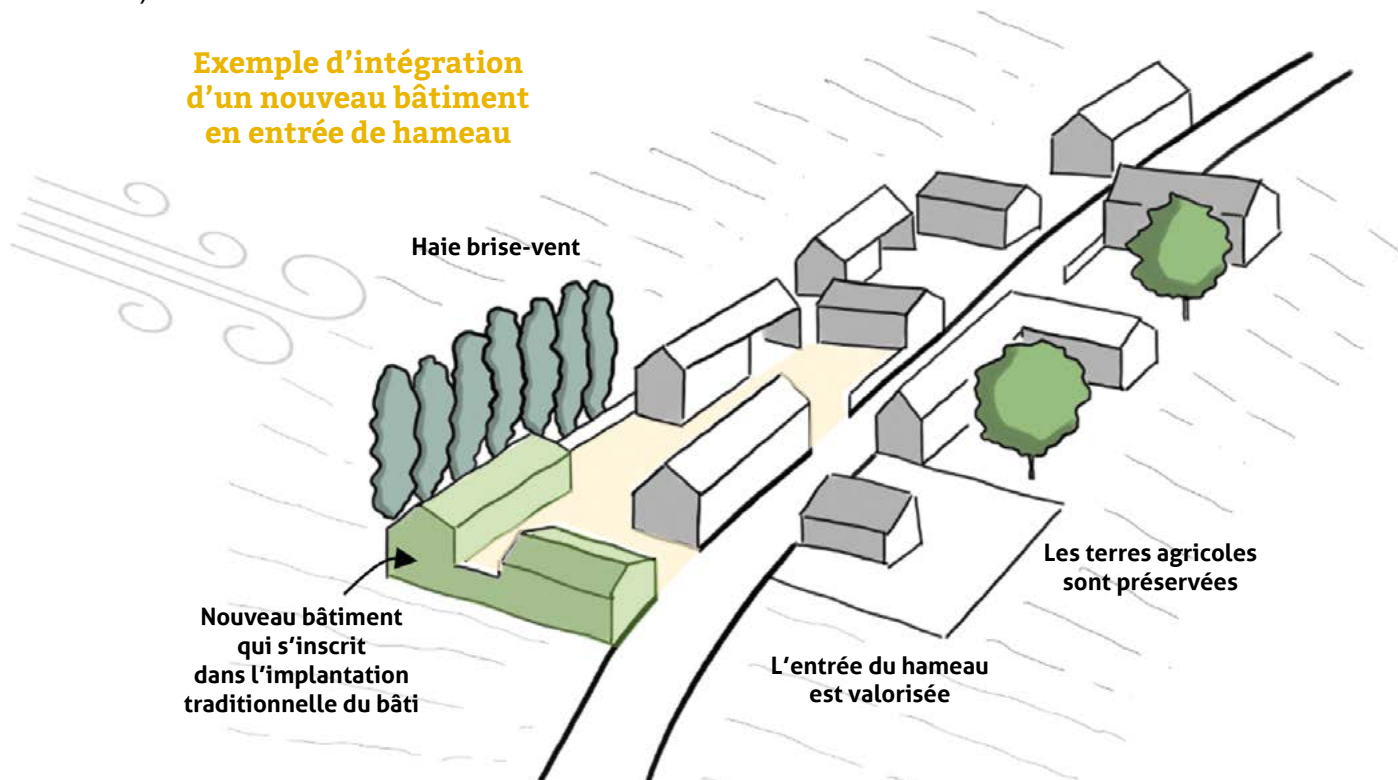 Exemple d'intégration
d'un nouveau bâtiment
en entrée de hameau
Haie brise-vent
Nouveau bâtiment
qui s'inscrit
dans l'implantation
traditionnelle du bâti
Les terres agricoles
sont préservées
L'entrée du hameau
est valorisée